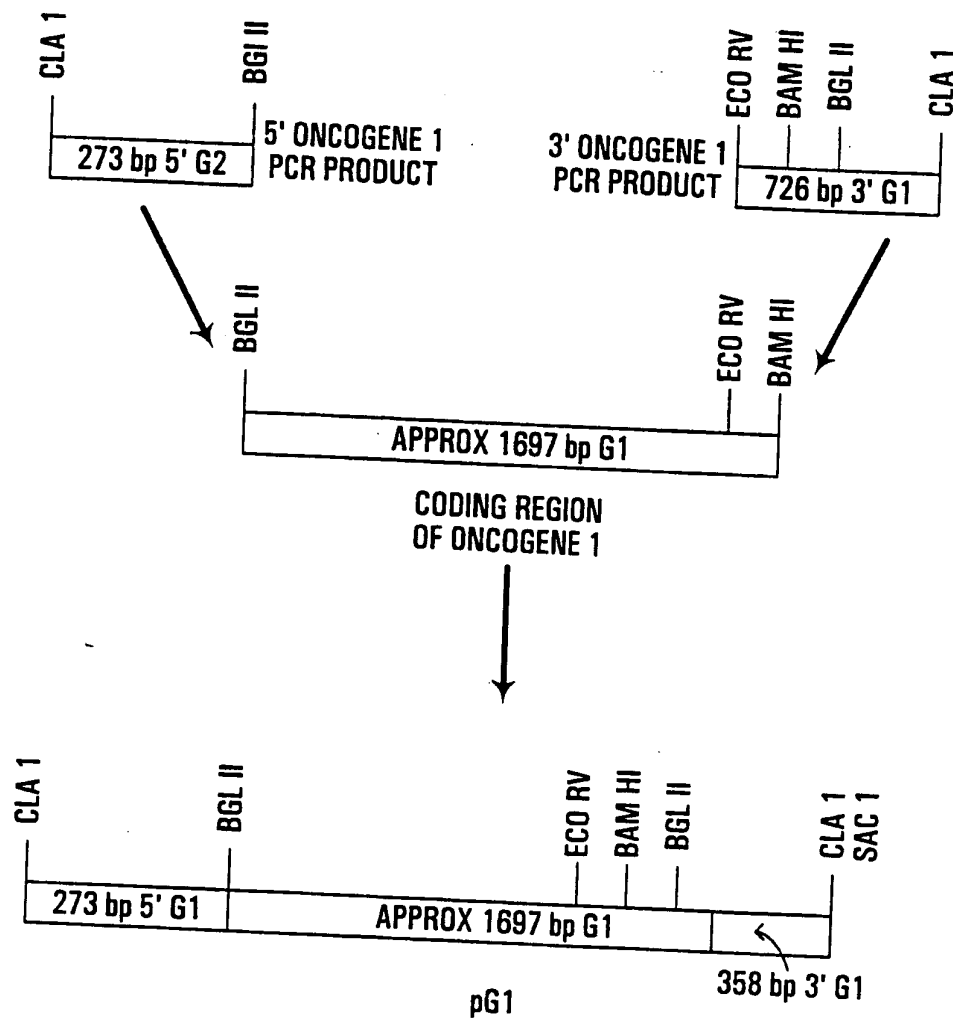 CLA 1
BGI II
ECO RV
BAM HI
BGL II
CLA 1
273 bp 5' G2
5' ONCOGENE 1
PCR PRODUCT
3' ONCOGENE 1
PCR PRODUCT
726 bp 3' G1
BGL II
ECO RV
BAM HI
APPROX 1697 bp G1
CODING REGION
OF ONCOGENE 1
CLA 1
BGL II
ECO RV
BAM HI
BGL II
CLA 1
SAC 1
273 bp 5' G1
APPROX 1697 bp G1
358 bp 3' G1
pG1